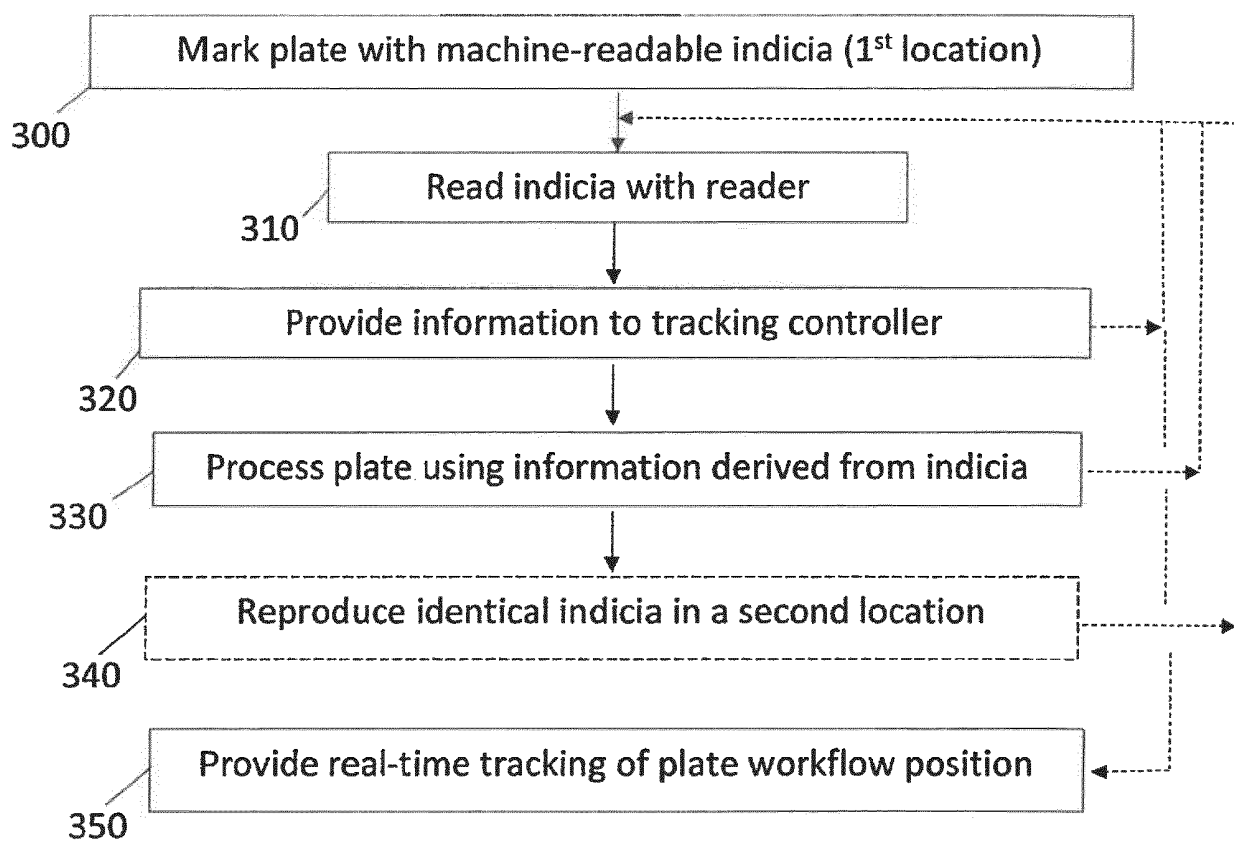 Mark plate with machine-readable indicia (1st location)
300
Read indicia with reader
310
Provide information to tracking controller
320
Process plate using information derived from indicia
330
Reproduce identical indicia in a second location
340
Provide real-time tracking of plate workflow position
350